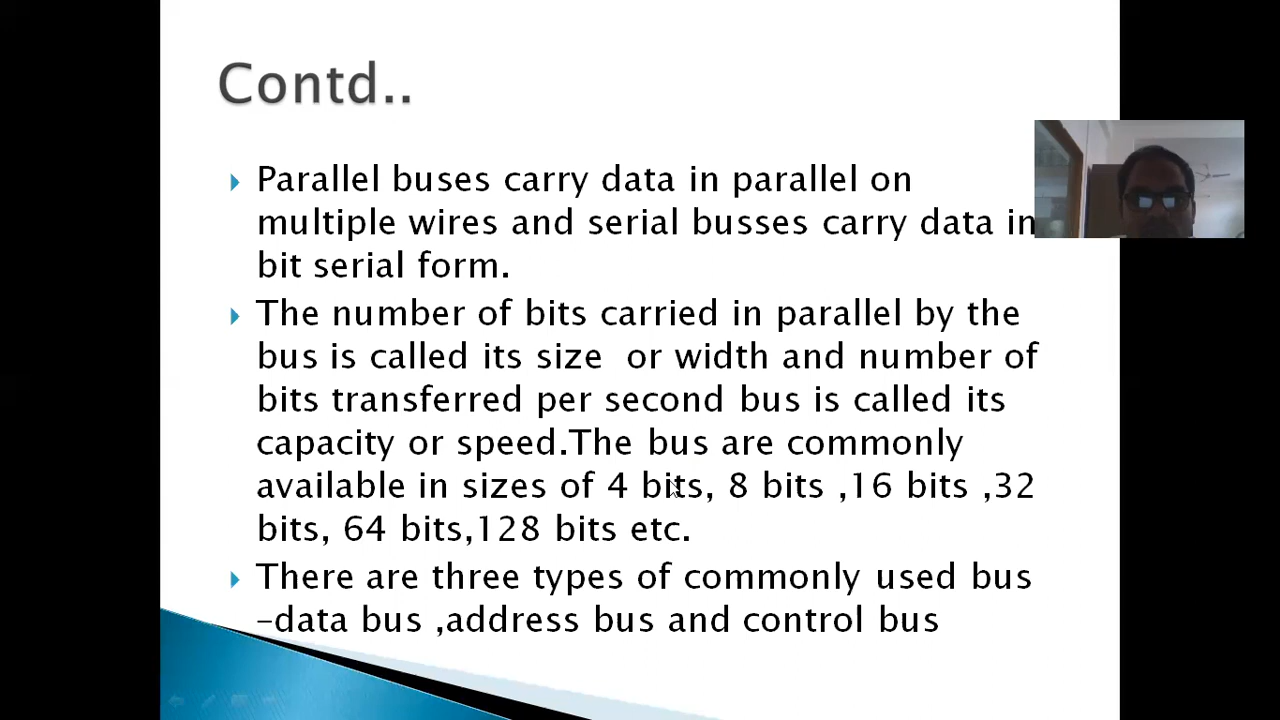 Contd..
Parallel buses carry data in parallel on
multiple wires and serial busses carry data in
bit serial form.
The number of bits carried in parallel by the
bus is called its size or width and number of
bits transferred per second bus is called its
capacity or speed.The bus are commonly
available in sizes of 4 bits, 8 bits ,16 bits ,32
bits, 64 bits,128 bits etc.
There are three types of commonly used bus
–data bus ,address bus and control bus